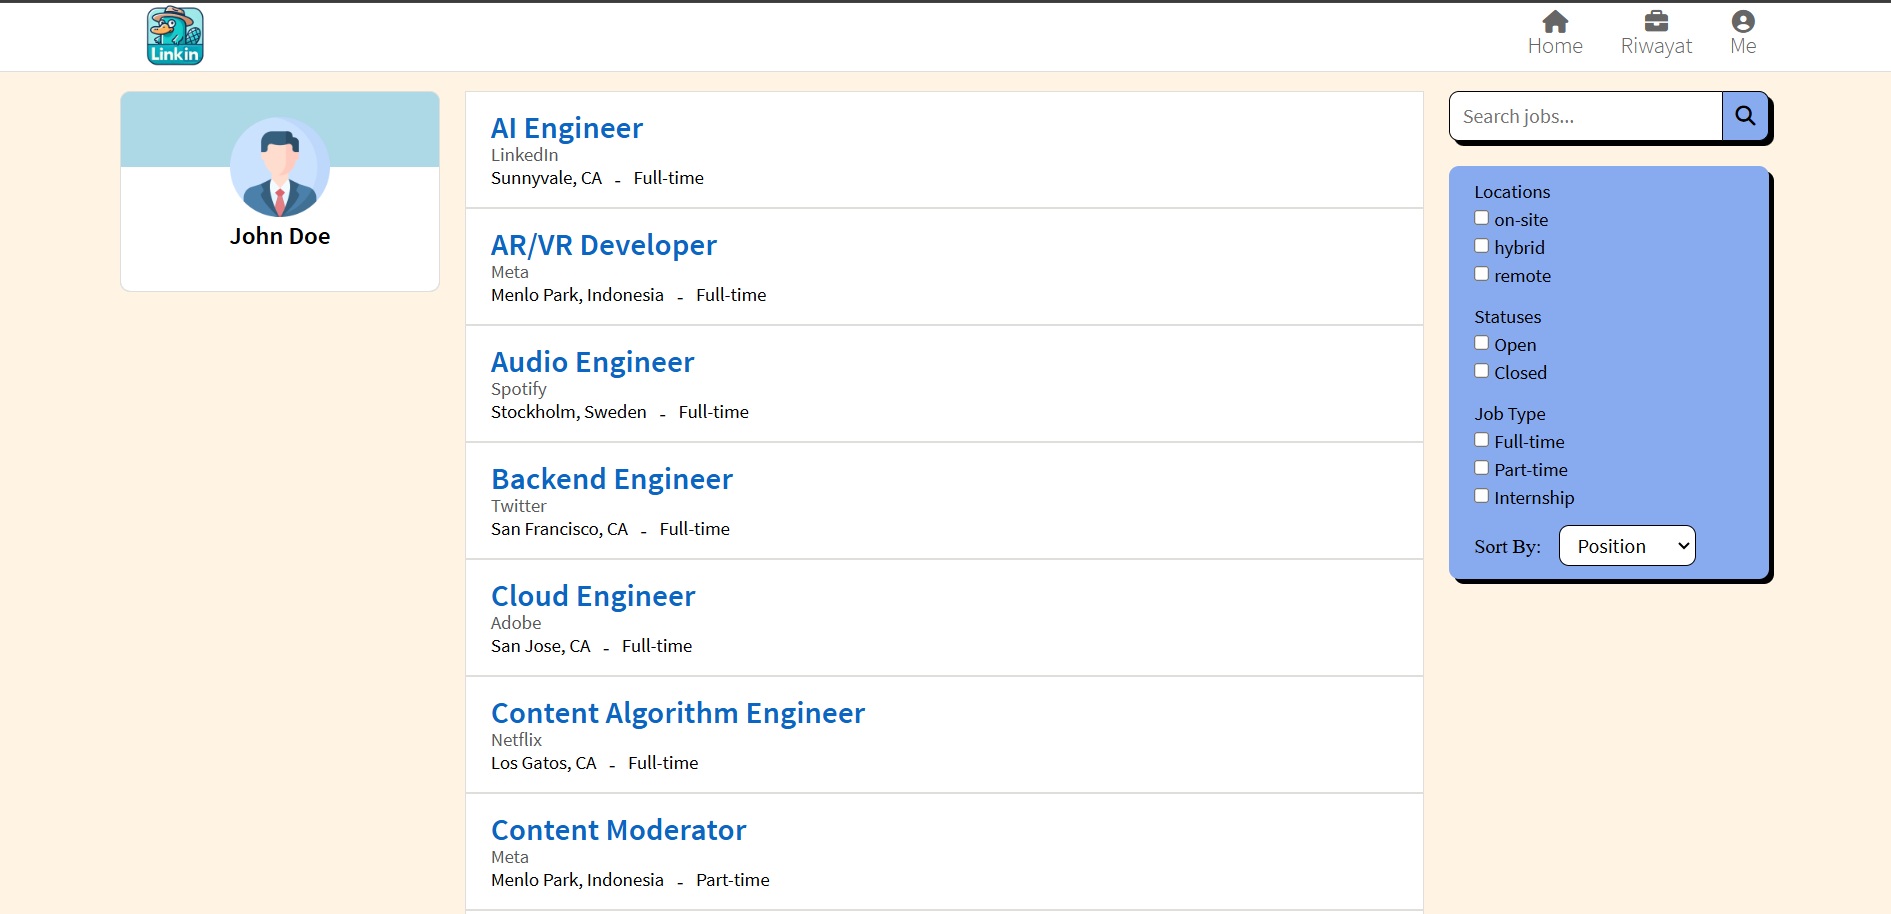 Linkin
Home
Riwayat
Me
John Doe
AI Engineer
LinkedIn
Sunnyvale, CA - Full-time
AR/VR Developer
Meta
Menlo Park, Indonesia - Full-time
Audio Engineer
Spotify
Stockholm, Sweden - Full-time
Backend Engineer
Twitter
San Francisco, CA - Full-time
Cloud Engineer
Adobe
San Jose, CA - Full-time
Content Algorithm Engineer
Netflix
Los Gatos, CA - Full-time
Content Moderator
Meta
Menlo Park, Indonesia - Part-time
Search jobs...
Locations
on-site
hybrid
remote
Statuses
Open
Closed
Job Type
Full-time
Part-time
Internship
Sort By: Position